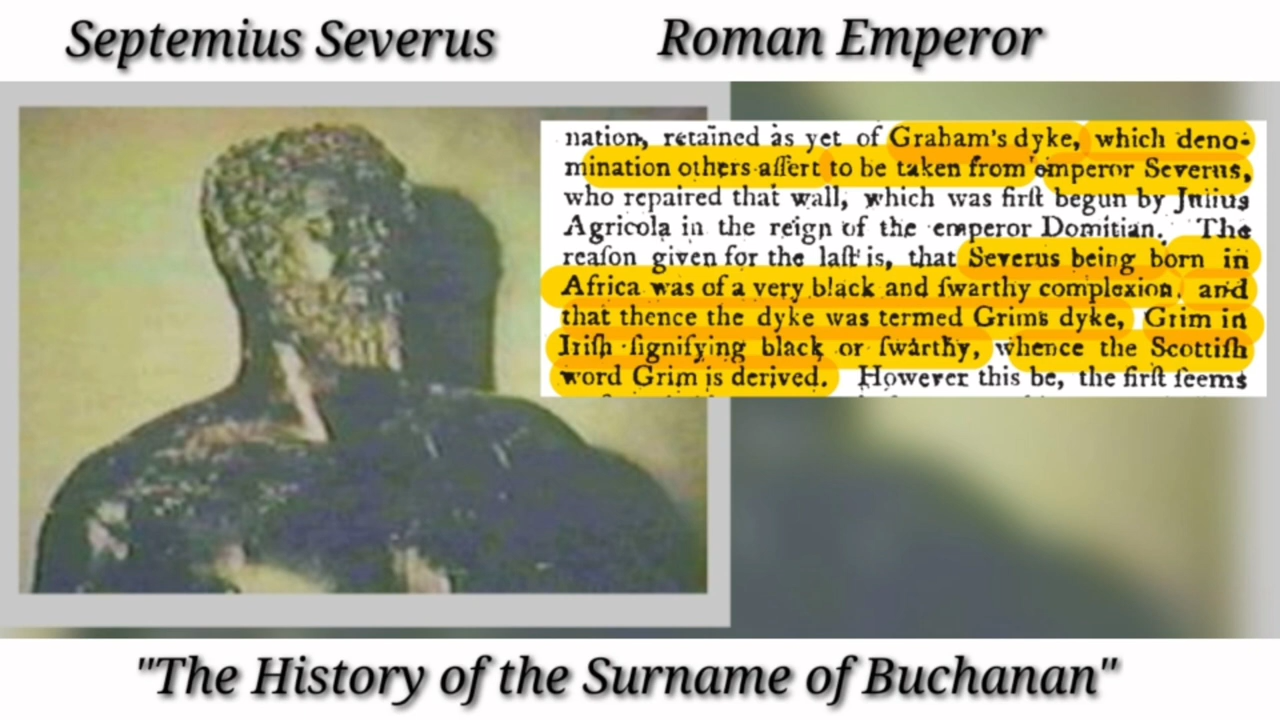 Septemius Severus
Roman Emperor
nation, retained as yet of Graham's dyke, which deno-
mination others aſſert to be taken from emperor Severus,
who repaired that wall, which was firſt begun by Julius
Agricola in the reign of the emperor Domitian. The
reaſon given for the laſt is, that Severus being born in
Africa was of a very black and ſwarthy complexion, and
that thence the dyke was termed Grims dyke, Grim in
Iriſh ſignifying black or ſwarthy, whence the Scottiſh
word Grim is derived. However this be, the firſt ſeems
"The History of the Surname of Buchanan"